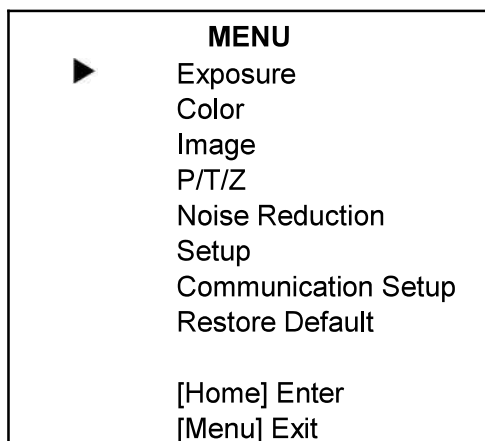 MENU
▶ Exposure
Color
Image
P/T/Z
Noise Reduction
Setup
Communication Setup
Restore Default
[Home] Enter
[Menu] Exit